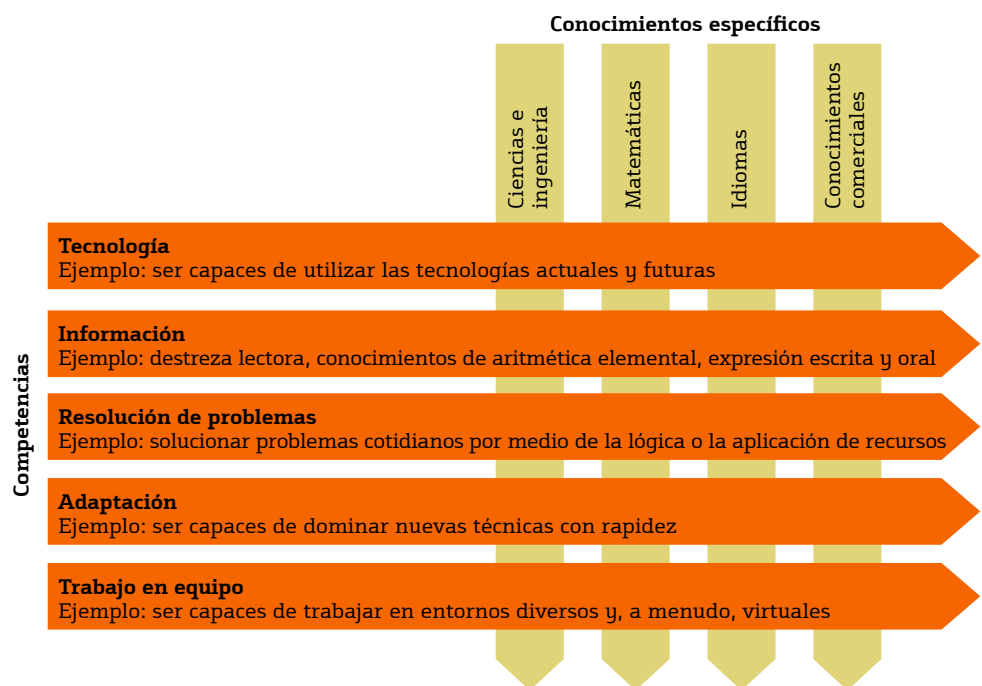 Conocimientos específicos
Ciencias e
ingeniería
Matemáticas
Idiomas
Conocimientos
comerciales
Competencias
Tecnología
Ejemplo: ser capaces de utilizar las tecnologías actuales y futuras
Información
Ejemplo: destreza lectora, conocimientos de aritmética elemental, expresión escrita y oral
Resolución de problemas
Ejemplo: solucionar problemas cotidianos por medio de la lógica o la aplicación de recursos
Adaptación
Ejemplo: ser capaces de dominar nuevas técnicas con rapidez
Trabajo en equipo
Ejemplo: ser capaces de trabajar en entornos diversos y, a menudo, virtuales